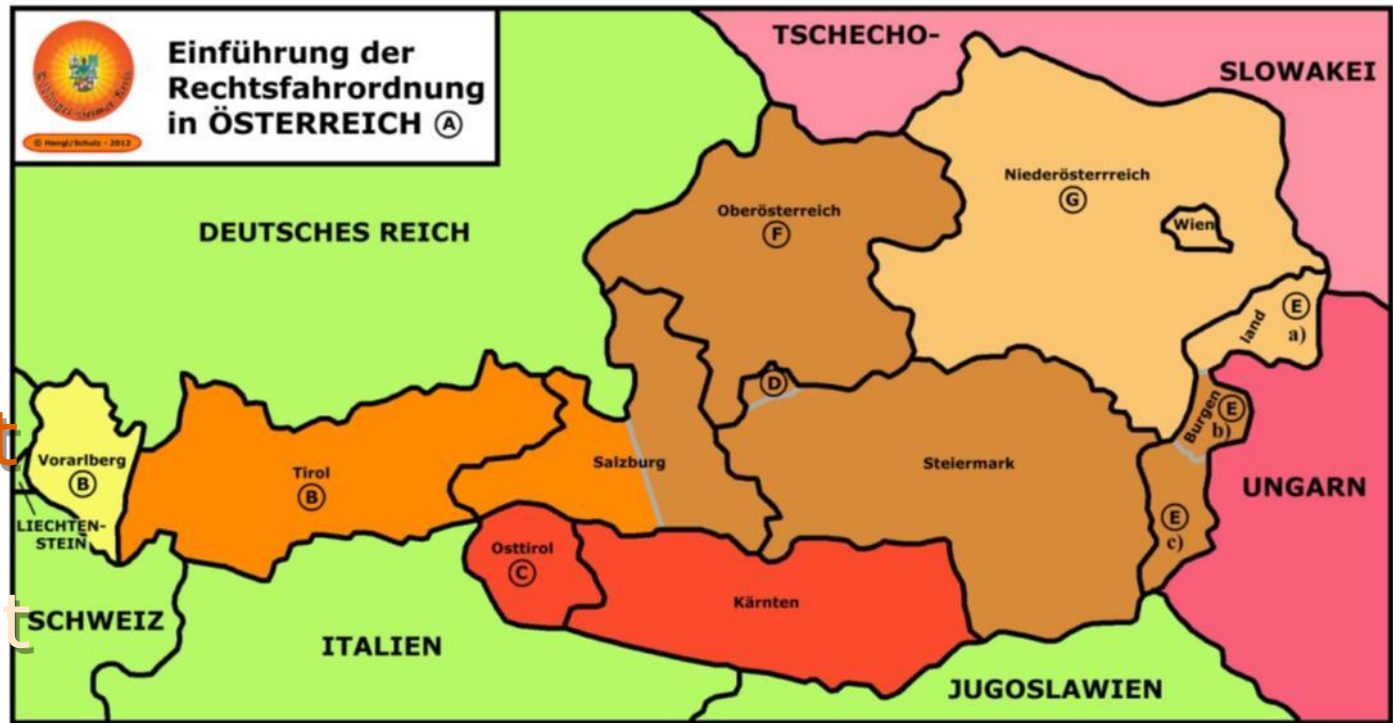 Einführung der
Rechtsfahrordnung
in ÖSTERREICH Ⓐ
© Hengl/Schulz - 2012
TSCHECHO-
SLOWAKEI
DEUTSCHES REICH
Niederösterrreich
Ⓖ
Wien
Oberösterreich
Ⓕ
Ⓔ
a)
land
Ⓓ
Burgen
Ⓔ
b)
t
Vorarlberg
Ⓑ
Tirol
Ⓑ
Salzburg
Steiermark
UNGARN
LIECHTEN-
STEIN
Ⓔ
c)
Osttirol
Ⓒ
Kärnten
t
SCHWEIZ
ITALIEN
JUGOSLAWIEN